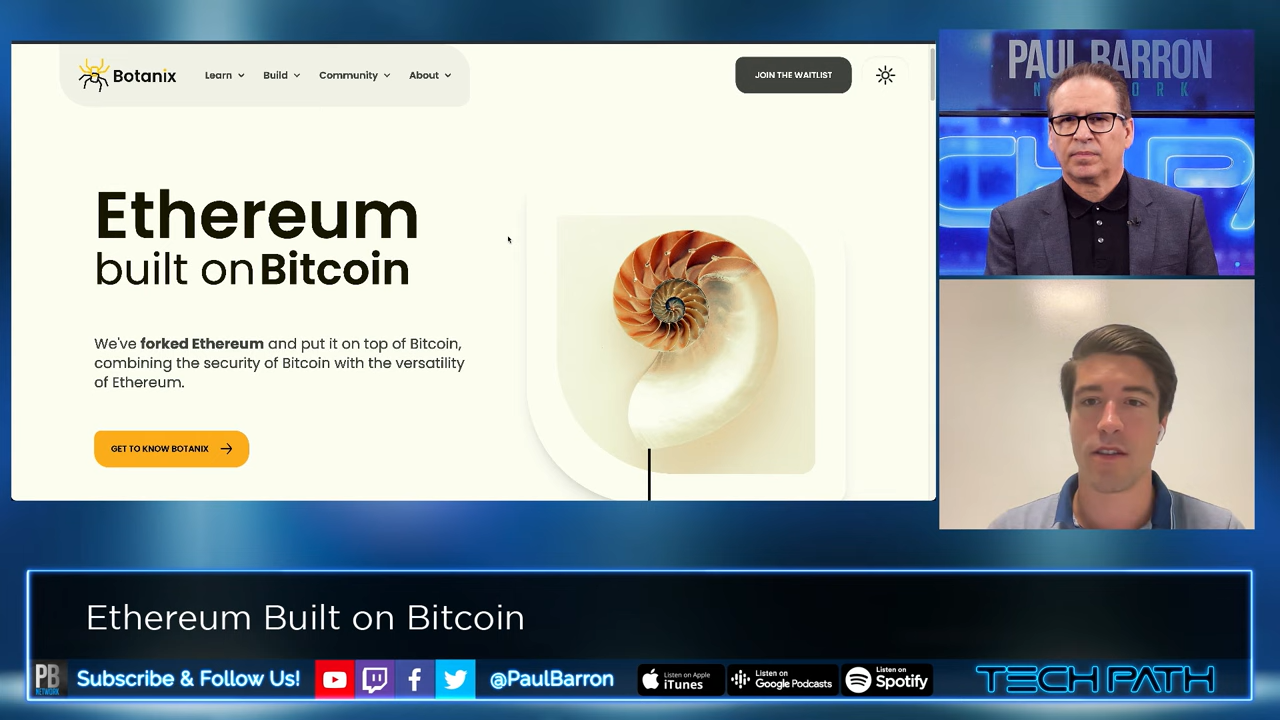 Botanix
Learn
Build
Community
About
JOIN THE WAITLIST
Ethereum
built on Bitcoin
We've forked Ethereum and put it on top of Bitcoin,
combining the security of Bitcoin with the versatility
of Ethereum.
GET TO KNOW BOTANIX
PAUL BARRON
Ethereum Built on Bitcoin
PB
NETWORK
Subscribe & Follow Us!
@PaulBarron
Listen on Apple
iTunes
Listen on
Google Podcasts
Listen on
Spotify
TECH PATH